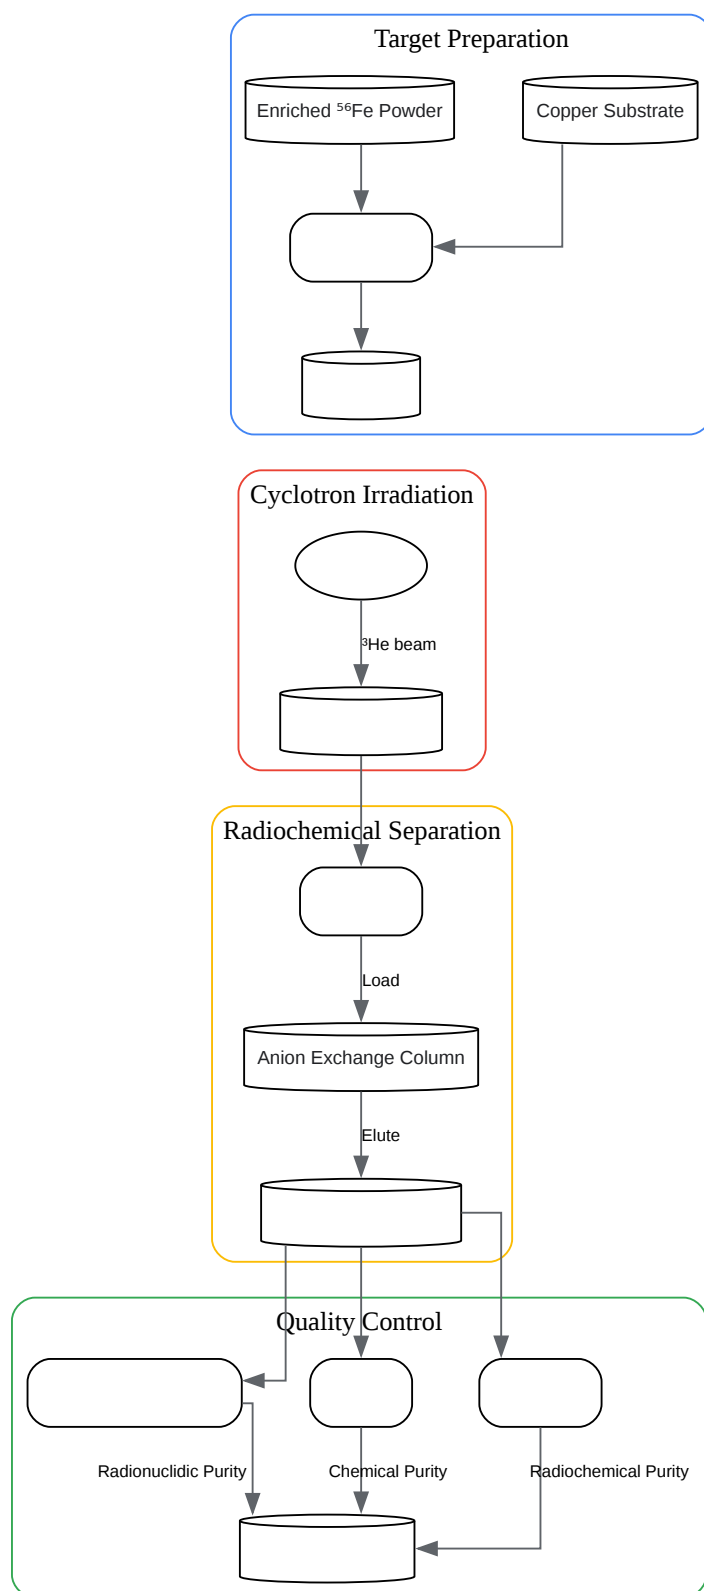 Target Preparation
Enriched ⁵⁶Fe Powder
Copper Substrate
Cyclotron Irradiation
³He beam
Radiochemical Separation
Load
Anion Exchange Column
Elute
Quality Control
Radionuclidic Purity
Chemical Purity
Radiochemical Purity